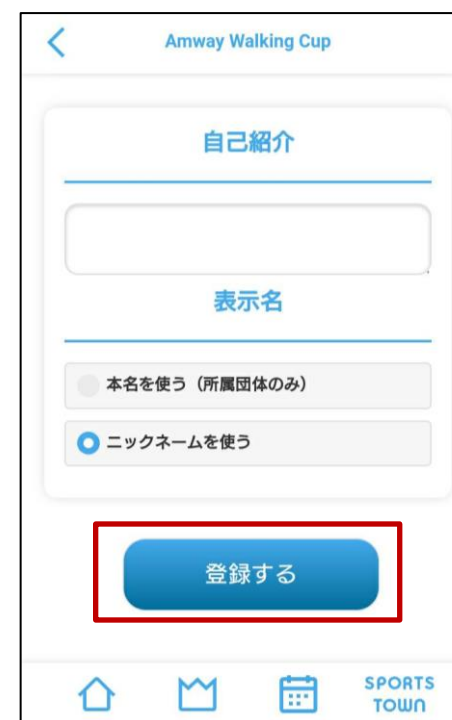 Amway Walking Cup
自己紹介
表示名
本名を使う（所属団体のみ）
ニックネームを使う
登録する
SPORTS
TOWN